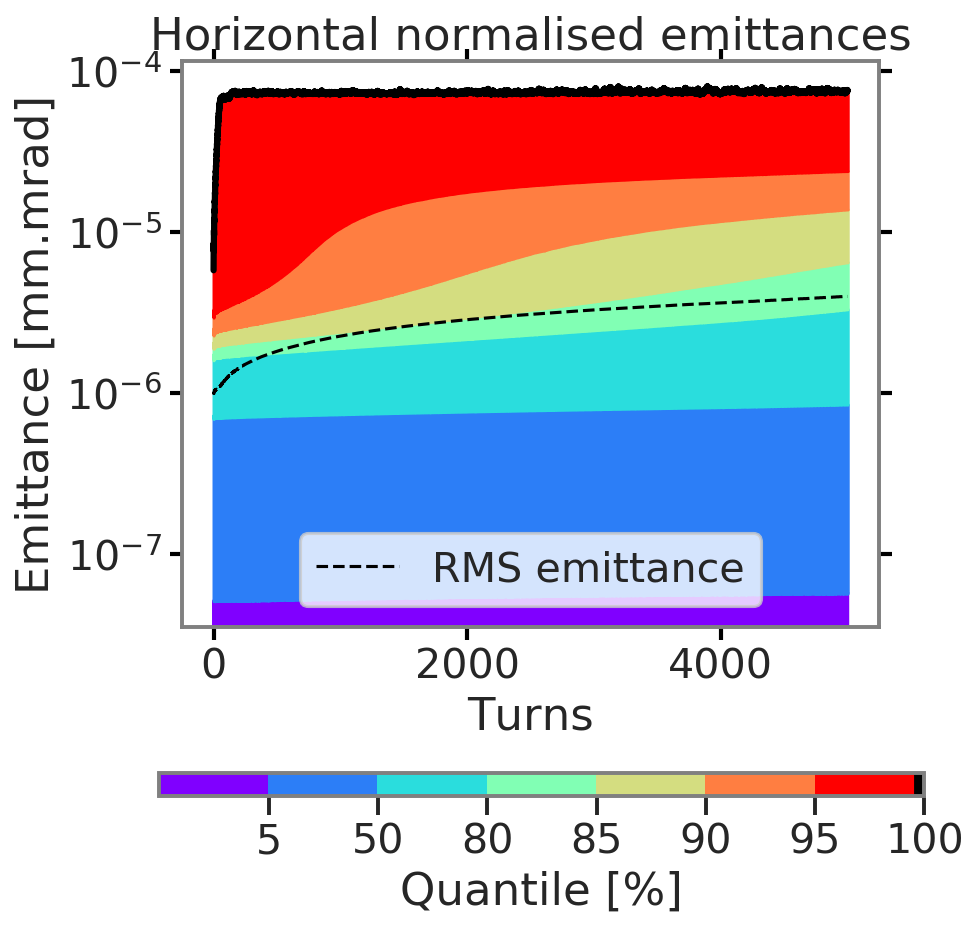 Horizontal normalised emittances
Emittance [mm.mrad]
10⁻⁴
10⁻⁵
10⁻⁶
10⁻⁷
RMS emittance
0 2000 4000
Turns
5 50 80 85 90 95 100
Quantile [%]